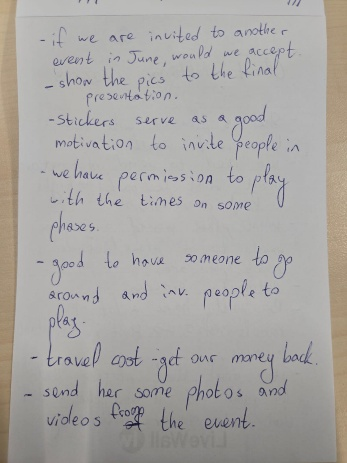 - if we are invited to another
event in June, would we accept.
- show the pics to the final
presentation.
- stickers serve as a good
motivation to invite people in
- we have permission to play
with the times on some
phases.
- good to have someone to go
around and inv. people to
play.
- travel cost - get our money back.
- send her some photos and
videos from the event.
LiveWall